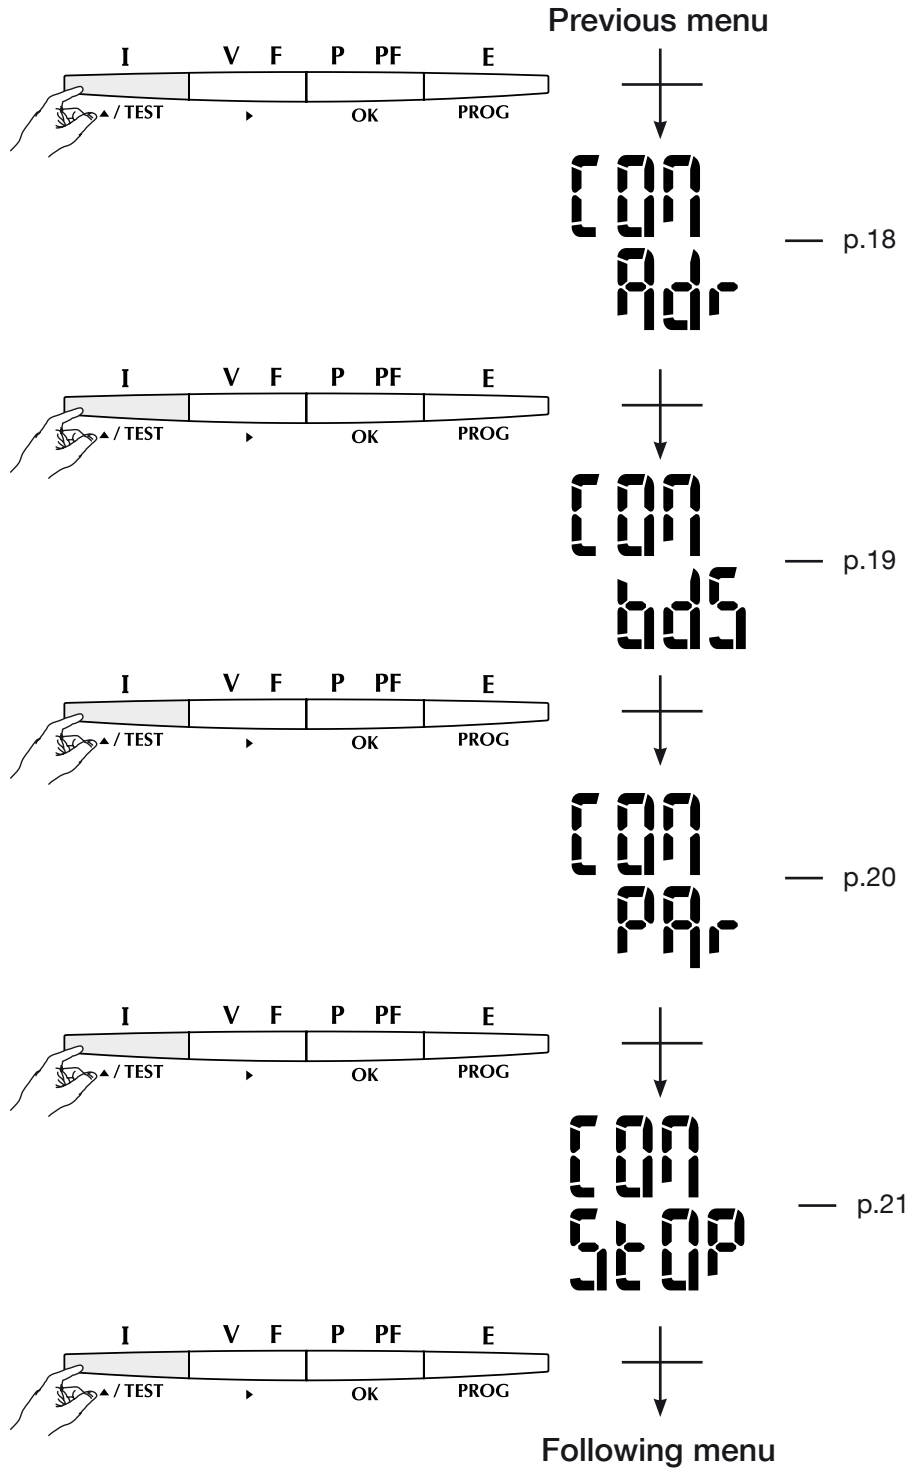 Previous menu
I V F P PF E
▲ / TEST ▶ OK PROG
COM
Adr
p.18
I V F P PF E
▲ / TEST ▶ OK PROG
COM
bdS
p.19
I V F P PF E
▲ / TEST ▶ OK PROG
COM
PAr
p.20
I V F P PF E
▲ / TEST ▶ OK PROG
COM
StOP
p.21
I V F P PF E
▲ / TEST ▶ OK PROG
Following menu